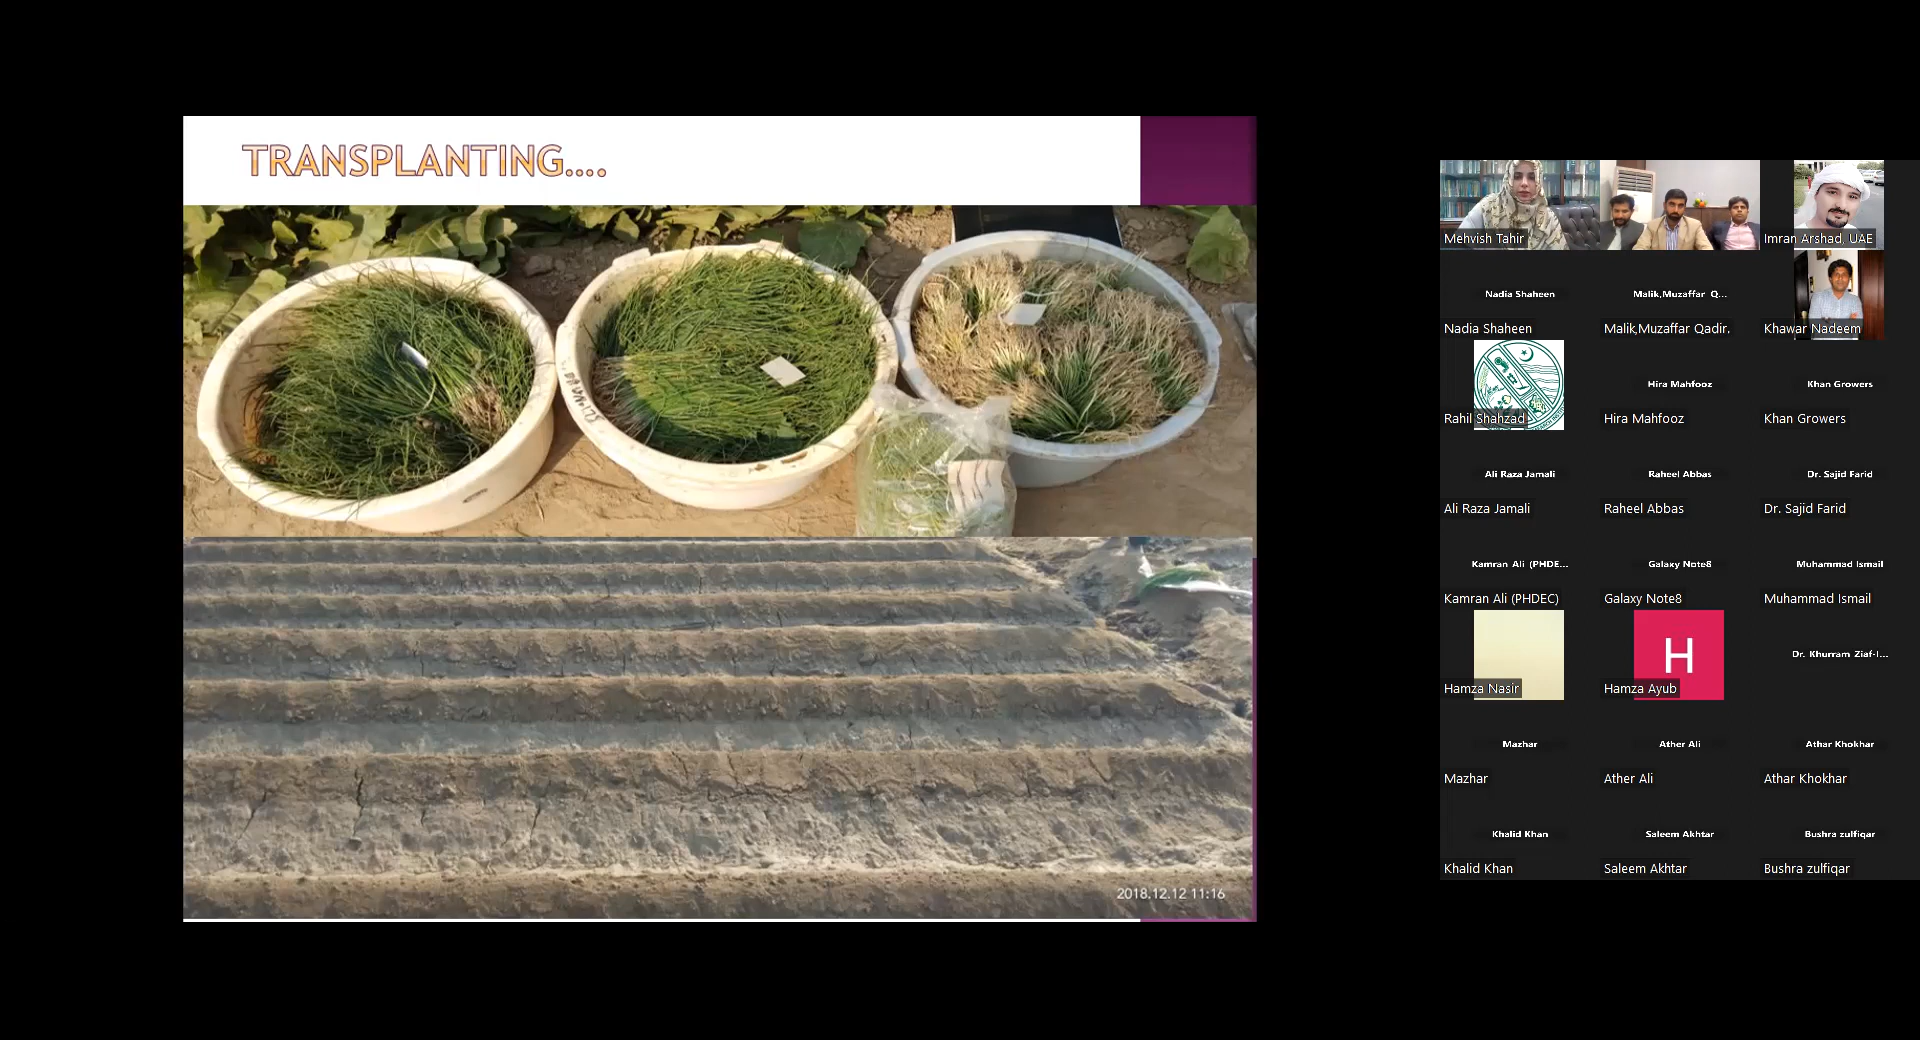 TRANSPLANTING....
2018.12.12 11:16
Mehvish Tahir
Imran Arshad, UAE
Nadia Shaheen
Malik,Muzaffar Q...
Nadia Shaheen
Malik,Muzaffar Qadir.
Khawar Nadeem
Hira Mahfooz
Khan Growers
Rahil Shahzad
Hira Mahfooz
Khan Growers
Ali Raza Jamali
Raheel Abbas
Dr. Sajid Farid
Ali Raza Jamali
Raheel Abbas
Dr. Sajid Farid
Kamran Ali (PHDE...
Galaxy Note8
Muhammad Ismail
Kamran Ali (PHDEC)
Galaxy Note8
Muhammad Ismail
H
Dr. Khurram Ziaf-I...
Hamza Nasir
Hamza Ayub
Mazhar
Ather Ali
Athar Khokhar
Mazhar
Ather Ali
Athar Khokhar
Khalid Khan
Saleem Akhtar
Bushra zulfiqar
Khalid Khan
Saleem Akhtar
Bushra zulfiqar